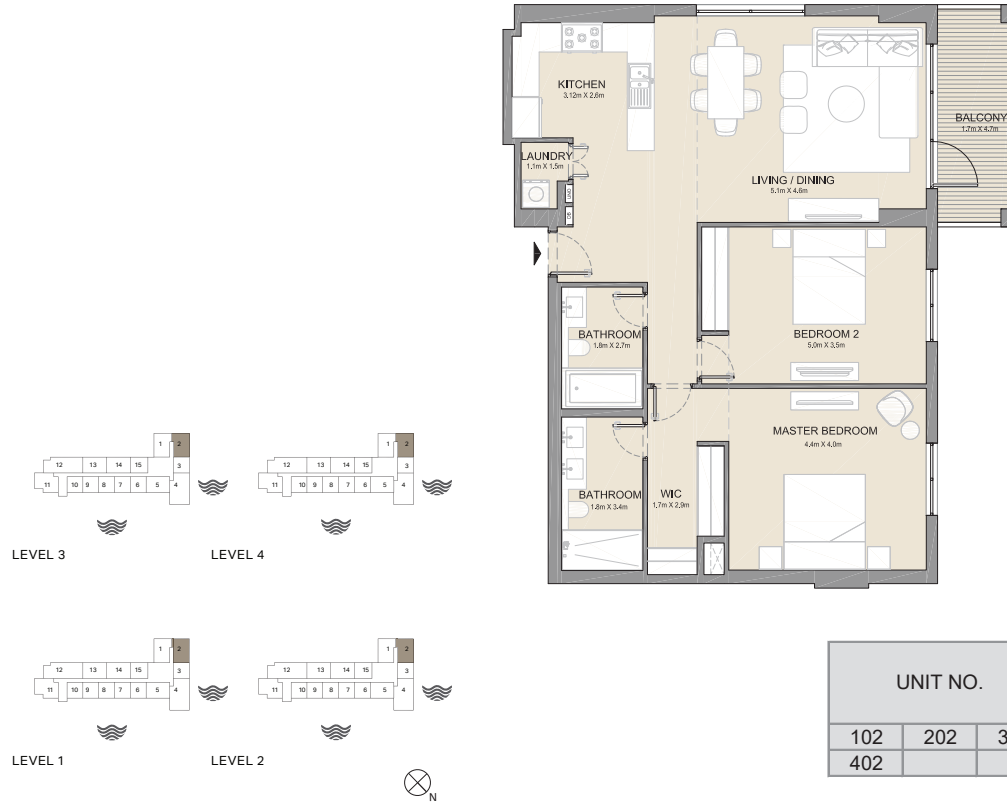 KITCHEN
3.12m X 2.6m
LAUNDRY
1.1m X 1.5m
LIVING / DINING
5.1m X 4.6m
BALCONY
1.7m X 4.7m
DB
BATHROOM
1.8m X 2.7m
BEDROOM 2
5.0m X 3.5m
MASTER BEDROOM
4.4m X 4.0m
BATHROOM
1.8m X 3.4m
WIC
1.7m X 2.9m
1 2
12 13 14 15 3
11 10 9 8 7 6 5 4
LEVEL 3
1 2
12 13 14 15 3
11 10 9 8 7 6 5 4
LEVEL 4
1 2
12 13 14 15 3
11 10 9 8 7 6 5 4
LEVEL 1
1 2
12 13 14 15 3
11 10 9 8 7 6 5 4
LEVEL 2
N
UNIT NO.
102 202 3
402